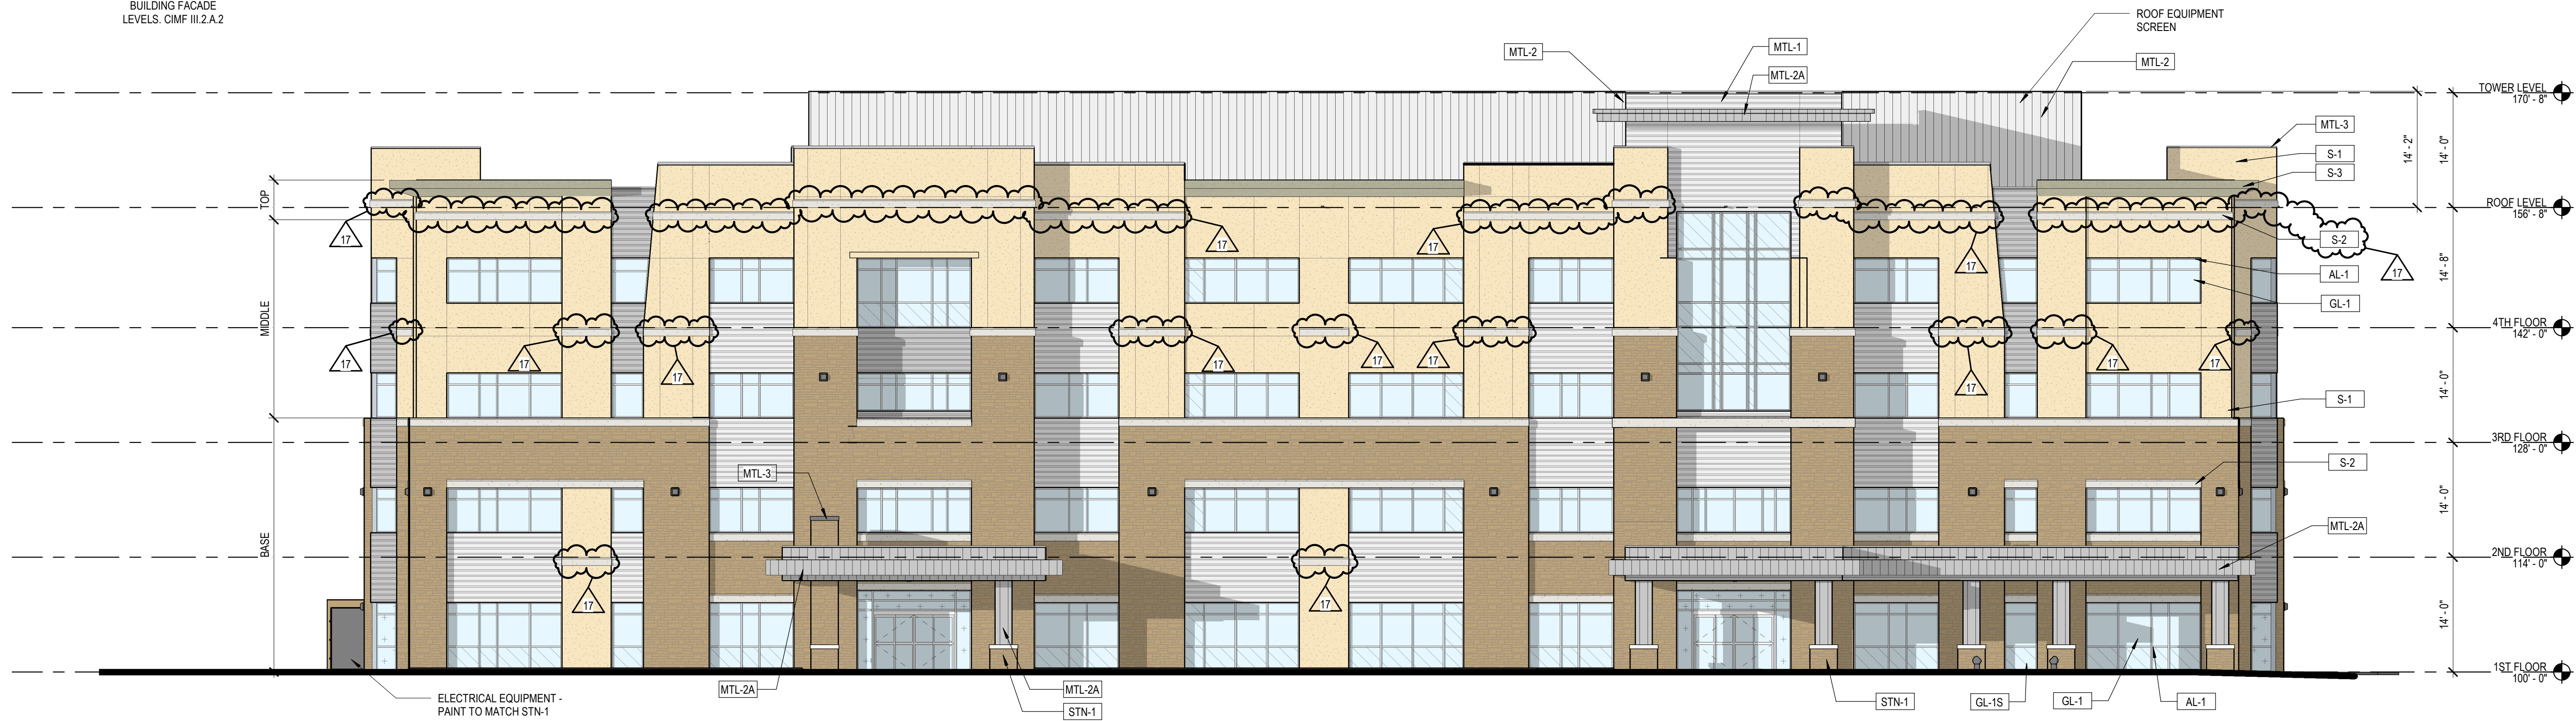 BUILDING FACADE
LEVELS. CIMF III.2.A.2
ROOF EQUIPMENT
SCREEN
MTL-2
MTL-1
MTL-2A
MTL-2
TOWER LEVEL
170' - 8"
MTL-3
S-1
S-3
14' - 2"
14' - 0"
TOP
ROOF LEVEL
156' - 8"
17
17
17
17
S-2
17
AL-1
14' - 8"
GL-1
MIDDLE
4TH FLOOR
142' - 0"
17
17
17
17
17
17
17
17
17
14' - 0"
S-1
3RD FLOOR
128' - 0"
MTL-3
S-2
14' - 0"
MTL-2A
BASE
2ND FLOOR
114' - 0"
17
17
14' - 0"
1ST FLOOR
100' - 0"
ELECTRICAL EQUIPMENT -
PAINT TO MATCH STN-1
MTL-2A
MTL-2A
STN-1
STN-1
GL-1S
GL-1
AL-1